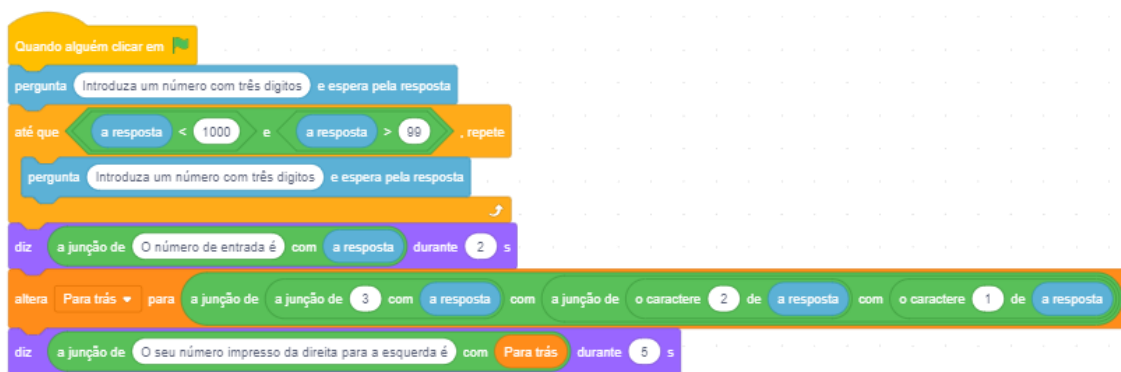 Quando alguém clicar em
pergunta Introduza um número com três digitos e espera pela resposta
até que a resposta < 1000 e a resposta > 99 , repete
pergunta Introduza um número com três digitos e espera pela resposta
diz a junção de O número de entrada é com a resposta durante 2 s
altera Para trás para a junção de a junção de 3 com a resposta com a junção de o caractere 2 de a resposta com o caractere 1 de a resposta
diz a junção de O seu número impresso da direita para a esquerda é com Para trás durante 5 s